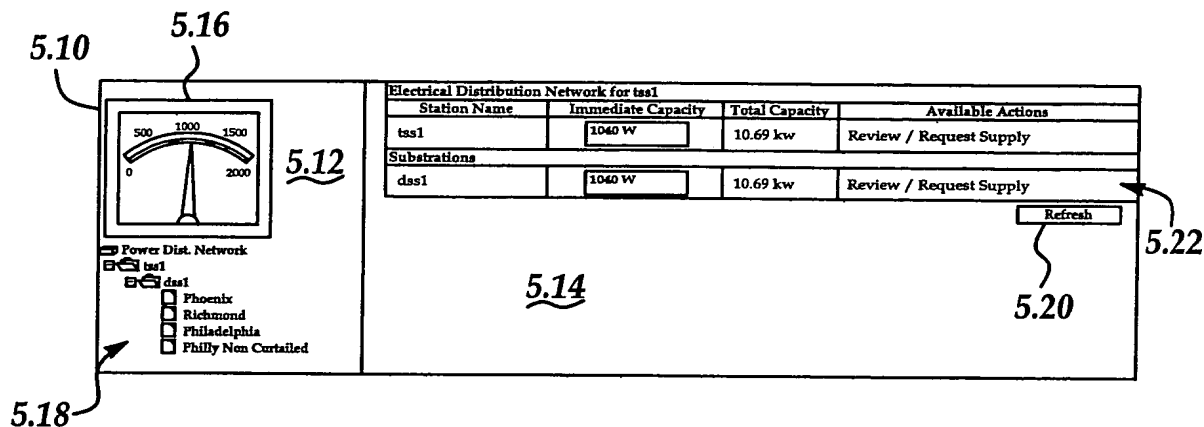 5.16
5.10
Electrical Distribution Network for tss1
Station Name Immediate Capacity Total Capacity Available Actions
tss1 1040 W 10.69 kw Review / Request Supply
Substrations
dss1 1040 W 10.69 kw Review / Request Supply
Refresh
500 1000 1500
0 2000
5.12
Power Dist. Network
tss1
dss1
Phoenix
Richmond
Philadelphia
Philly Non Curtailed
5.14
5.22
5.20
5.18